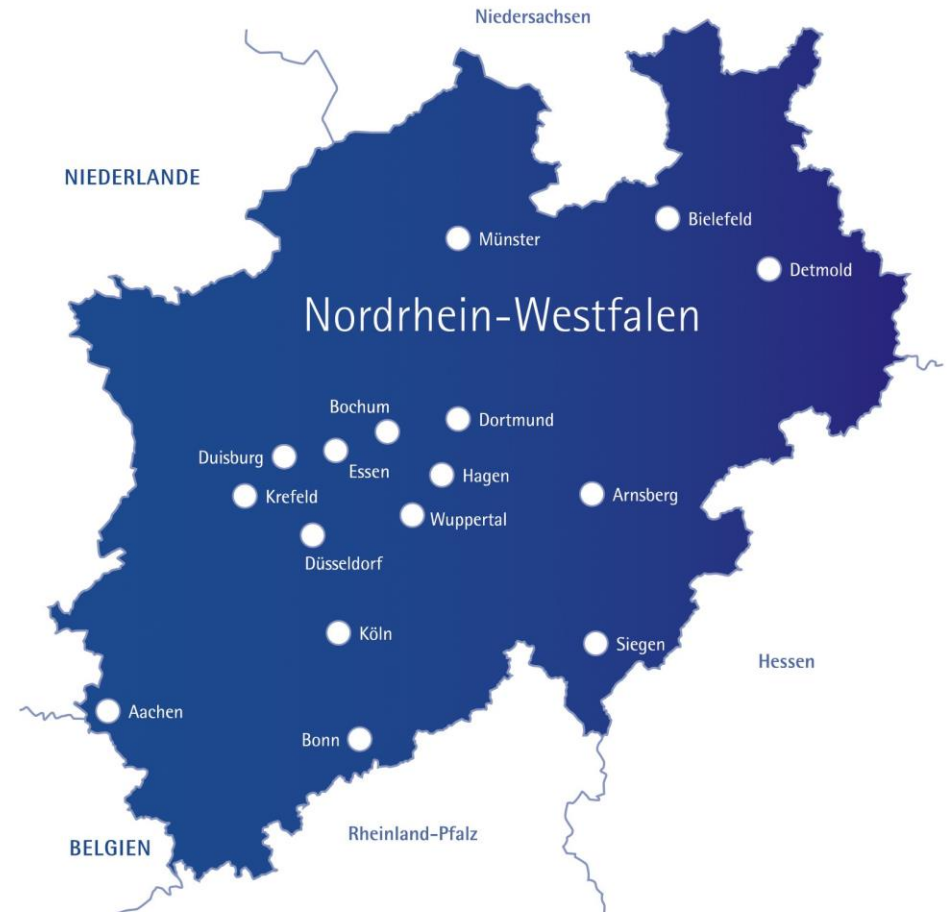 Niedersachsen
NIEDERLANDE
Bielefeld
Münster
Detmold
Nordrhein-Westfalen
Bochum
Dortmund
Duisburg
Essen
Hagen
Krefeld
Arnsberg
Wuppertal
Düsseldorf
Köln
Siegen
Hessen
Aachen
Bonn
Rheinland-Pfalz
BELGIEN